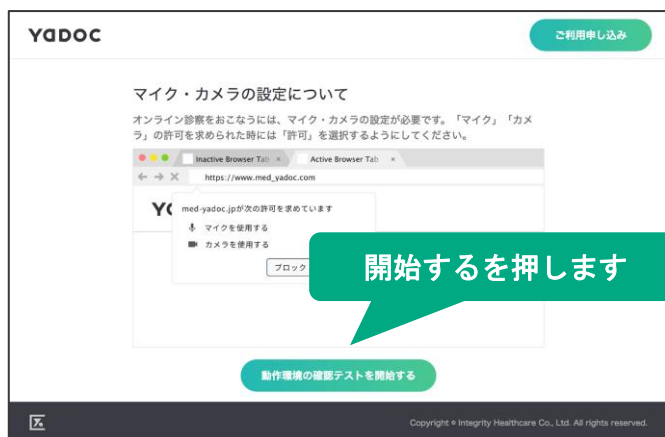 YaDOC
ご利用申し込み
マイク・カメラの設定について
オンライン診察をおこなうには、マイク・カメラの設定が必要です。「マイク」「カメ
ラ」の許可を求められた時には「許可」を選択するようにしてください。
Inactive Browser Tab ×
Active Browser Tab ×
https://www.med_yadoc.com
med-yadoc.jpが次の許可を求めています
マイクを使用する
カメラを使用する
ブロック
開始するを押します
動作環境の確認テストを開始する
Copyright © Integrity Healthcare Co., Ltd. All rights reserved.